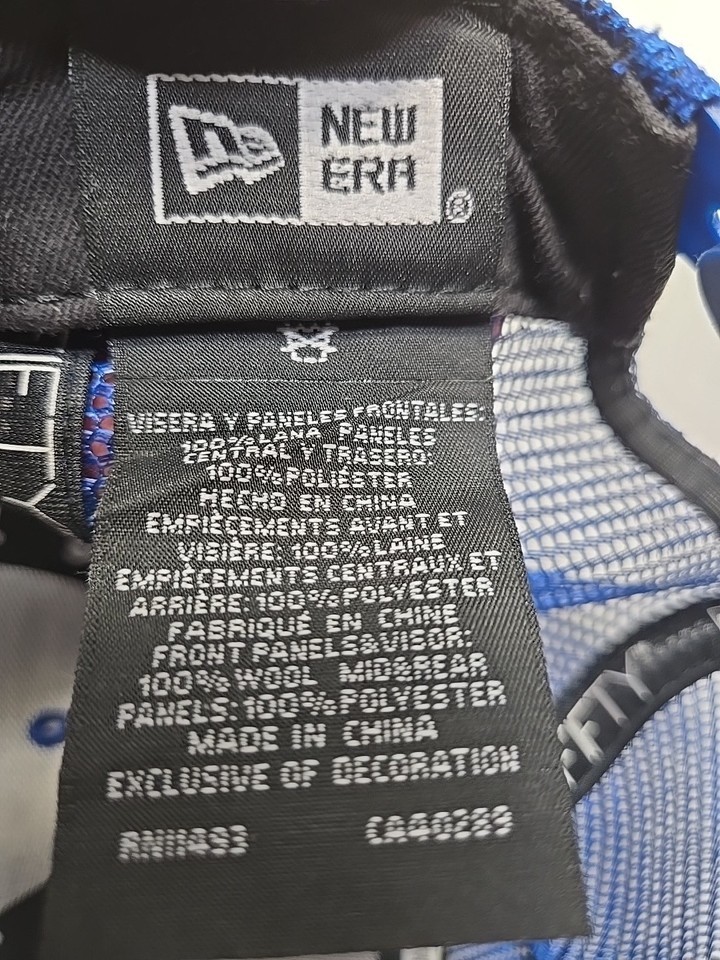 NEW
ERA
®
VISERA Y PANELES FRONTALES:
100%LANA PANELES
CENTRAL Y TRASERO:
100%POLIÉSTER
HECHO EN CHINA
EMPIÈCEMENTS AVANT ET
VISIÈRE: 100%LAINE
EMPIÈCEMENTS CENTRAUX ET
ARRIÈRE:100%POLYESTER
FABRIQUÉ EN CHINE
FRONT PANELS&VISOR:
100%WOOL MID&REAR
PANELS:100%POLYESTER
MADE IN CHINA
EXCLUSIVE OF DECORATION
CA40289